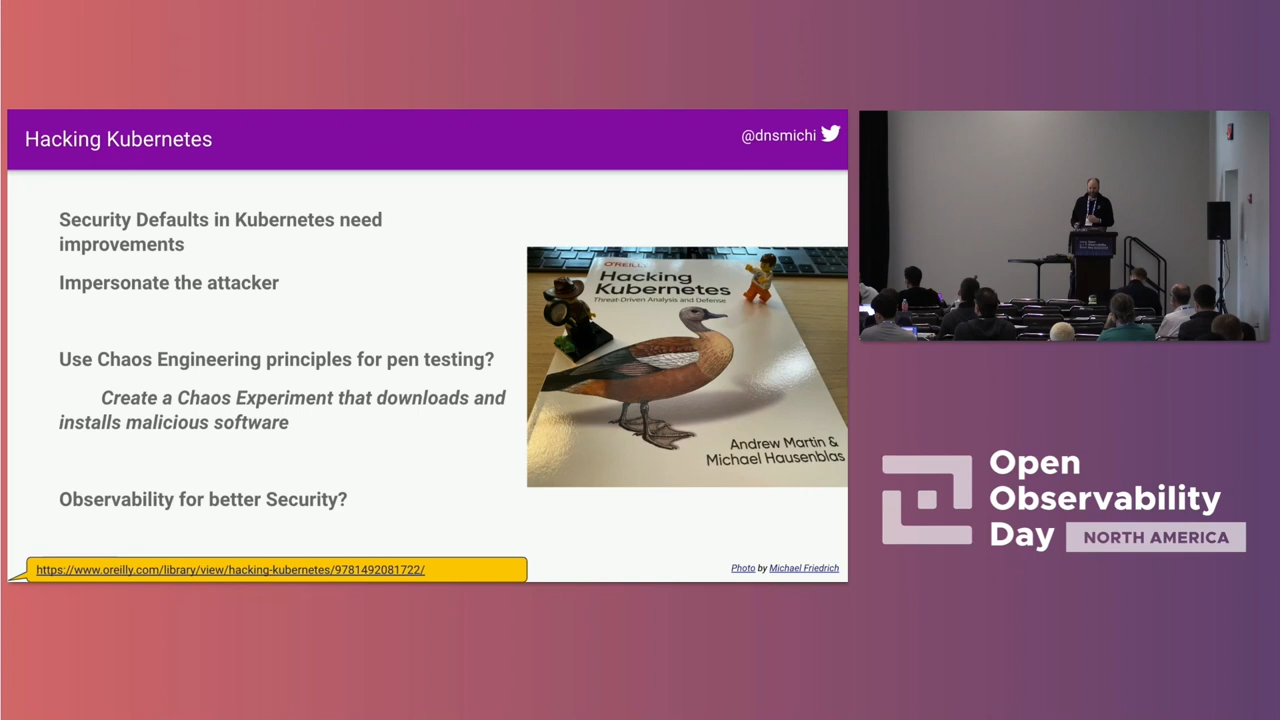 Hacking Kubernetes
@dnsmichi
Security Defaults in Kubernetes need
improvements
Impersonate the attacker
Use Chaos Engineering principles for pen testing?
Create a Chaos Experiment that downloads and
installs malicious software
Observability for better Security?
O'REILLY
Hacking
Kubernetes
Threat-Driven Analysis and Defense
Andrew Martin &
Michael Hausenblas
https://www.oreilly.com/library/view/hacking-kubernetes/9781492081722/
Photo by Michael Friedrich
Open
Observability
Day
NORTH AMERICA